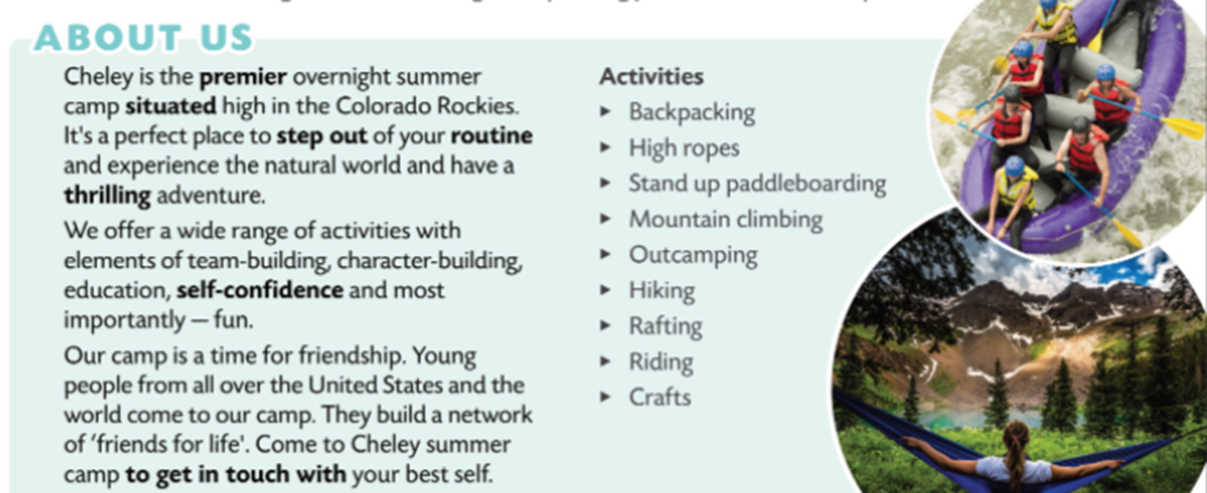 ABOUT US
Cheley is the premier overnight summer
camp situated high in the Colorado Rockies.
It's a perfect place to step out of your routine
and experience the natural world and have a
thrilling adventure.
We offer a wide range of activities with
elements of team-building, character-building,
education, self-confidence and most
importantly – fun.
Our camp is a time for friendship. Young
people from all over the United States and the
world come to our camp. They build a network
of 'friends for life'. Come to Cheley summer
camp to get in touch with your best self.
Activities
▸ Backpacking
▸ High ropes
▸ Stand up paddleboarding
▸ Mountain climbing
▸ Outcamping
▸ Hiking
▸ Rafting
▸ Riding
▸ Crafts